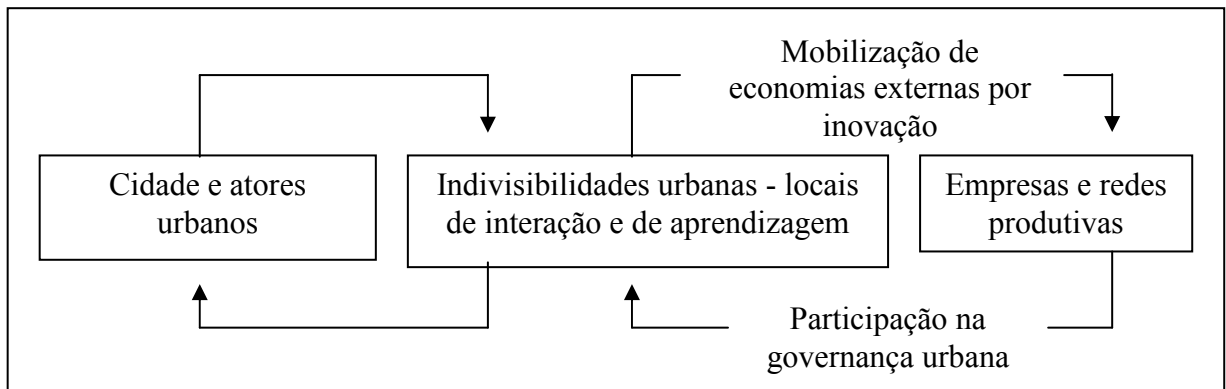 Mobilização de
economias externas por
inovação
Cidade e atores
urbanos
Indivisibilidades urbanas - locais
de interação e de aprendizagem
Empresas e redes
produtivas
Participação na
governança urbana